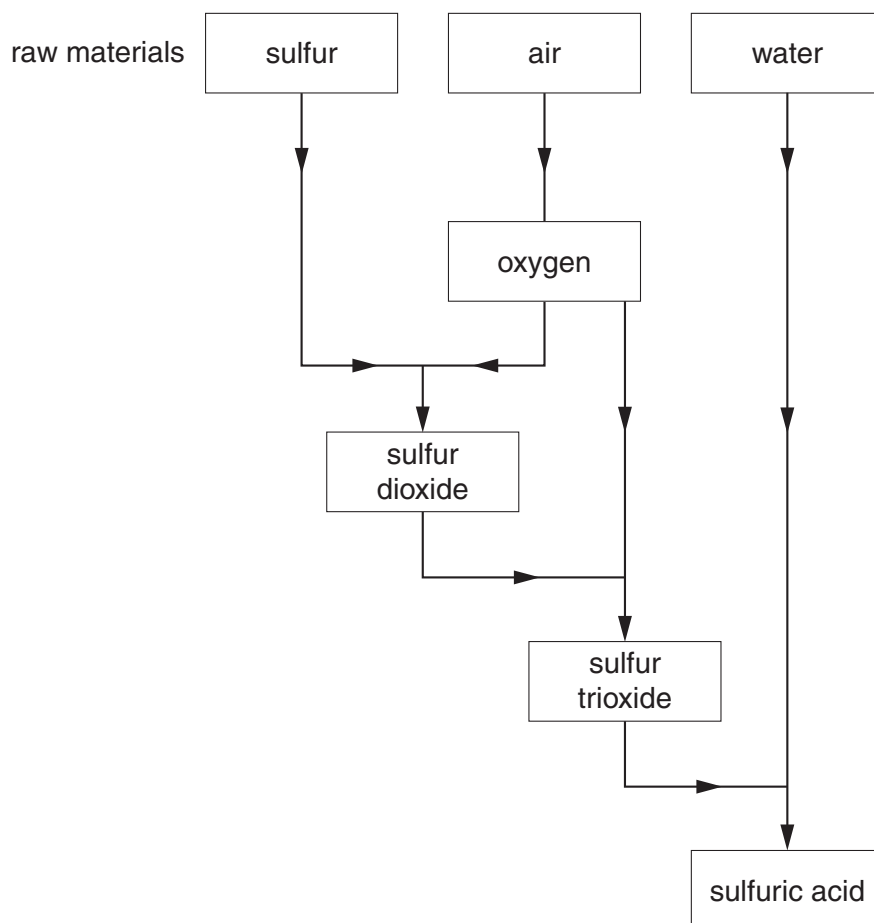 raw materials
sulfur
air
water
oxygen
sulfur
dioxide
sulfur
trioxide
sulfuric acid